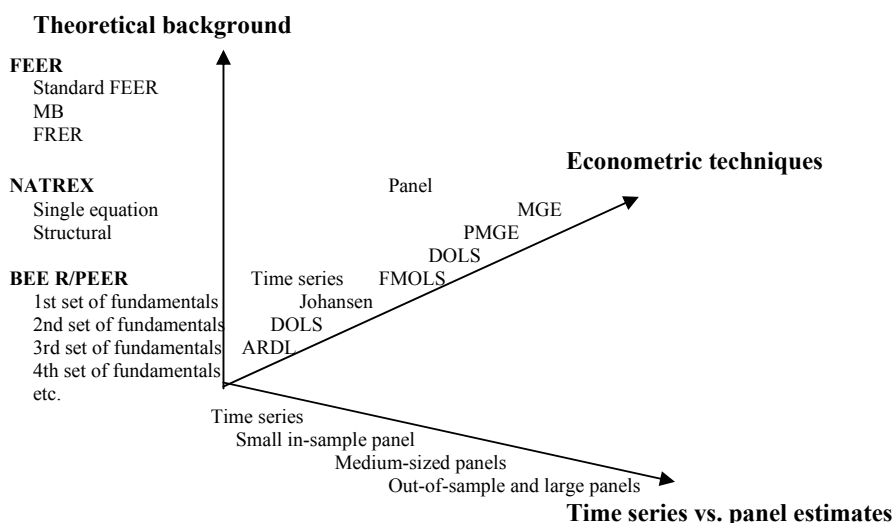 Theoretical background
FEER
Standard FEER
MB
FRER
Econometric techniques
NATREX
Panel
Single equation
MGE
Structural
PMGE
DOLS
BEE R/PEER
Time series
FMOLS
1st set of fundamentals
Johansen
2nd set of fundamentals
DOLS
3rd set of fundamentals
ARDL
4th set of fundamentals
etc.
Time series
Small in-sample panel
Medium-sized panels
Out-of-sample and large panels
Time series vs. panel estimates